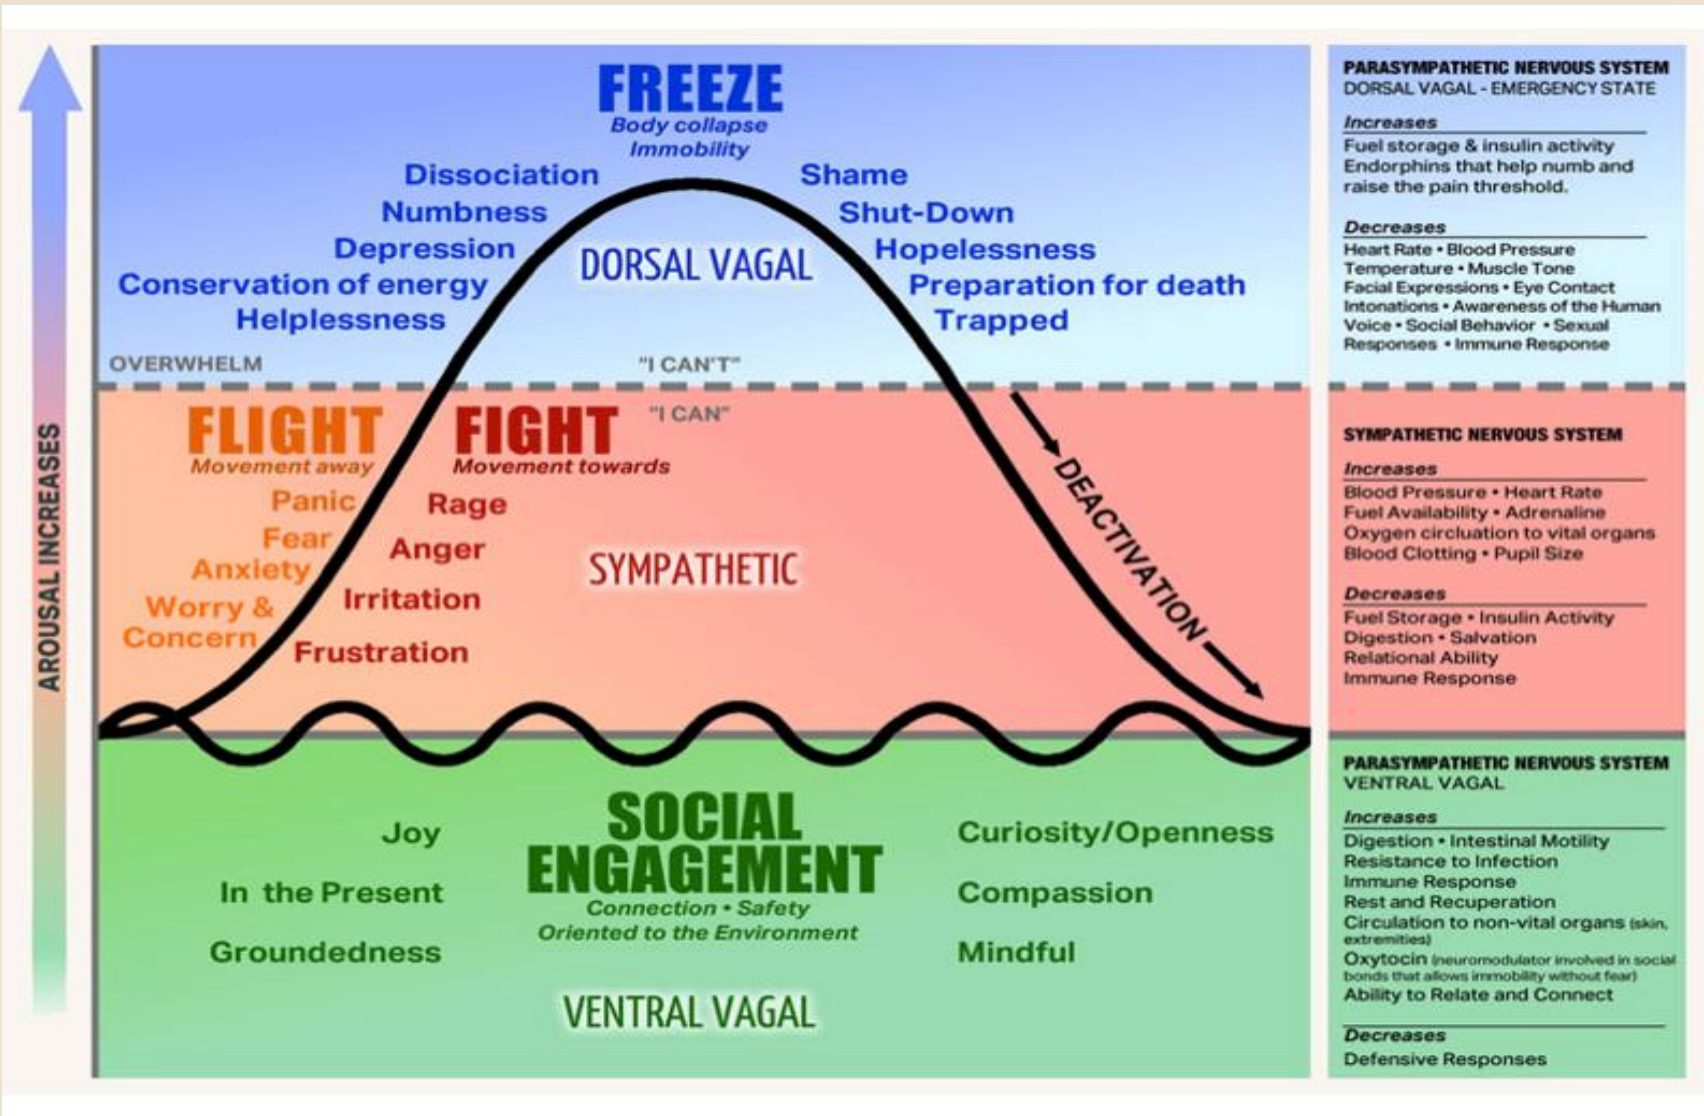 AROUSAL INCREASES
FREEZE
Body collapse
Immobility
Dissociation
Numbness
Depression
Conservation of energy
Helplessness
Shame
Shut-Down
Hopelessness
Preparation for death
Trapped
DORSAL VAGAL
OVERWHELM
"I CAN'T"
"I CAN"
FLIGHT
Movement away
Panic
Fear
Anxiety
Worry &
Concern
FIGHT
Movement towards
Rage
Anger
Irritation
Frustration
SYMPATHETIC
DEACTIVATION
SOCIAL
ENGAGEMENT
Connection • Safety
Oriented to the Environment
Joy
In the Present
Groundedness
Curiosity/Openness
Compassion
Mindful
VENTRAL VAGAL
PARASYMPATHETIC NERVOUS SYSTEM
DORSAL VAGAL - EMERGENCY STATE
Increases
Fuel storage & insulin activity
Endorphins that help numb and
raise the pain threshold.
Decreases
Heart Rate • Blood Pressure
Temperature • Muscle Tone
Facial Expressions • Eye Contact
Intonations • Awareness of the Human
Voice • Social Behavior • Sexual
Responses • Immune Response
SYMPATHETIC NERVOUS SYSTEM
Increases
Blood Pressure • Heart Rate
Fuel Availability • Adrenaline
Oxygen circluation to vital organs
Blood Clotting • Pupil Size
Decreases
Fuel Storage • Insulin Activity
Digestion • Salvation
Relational Ability
Immune Response
PARASYMPATHETIC NERVOUS SYSTEM
VENTRAL VAGAL
Increases
Digestion • Intestinal Motility
Resistance to Infection
Immune Response
Rest and Recuperation
Circulation to non-vital organs (skin,
extremities)
Oxytocin (neuromodulator involved in social
bonds that allows immobility without fear)
Ability to Relate and Connect
Decreases
Defensive Responses